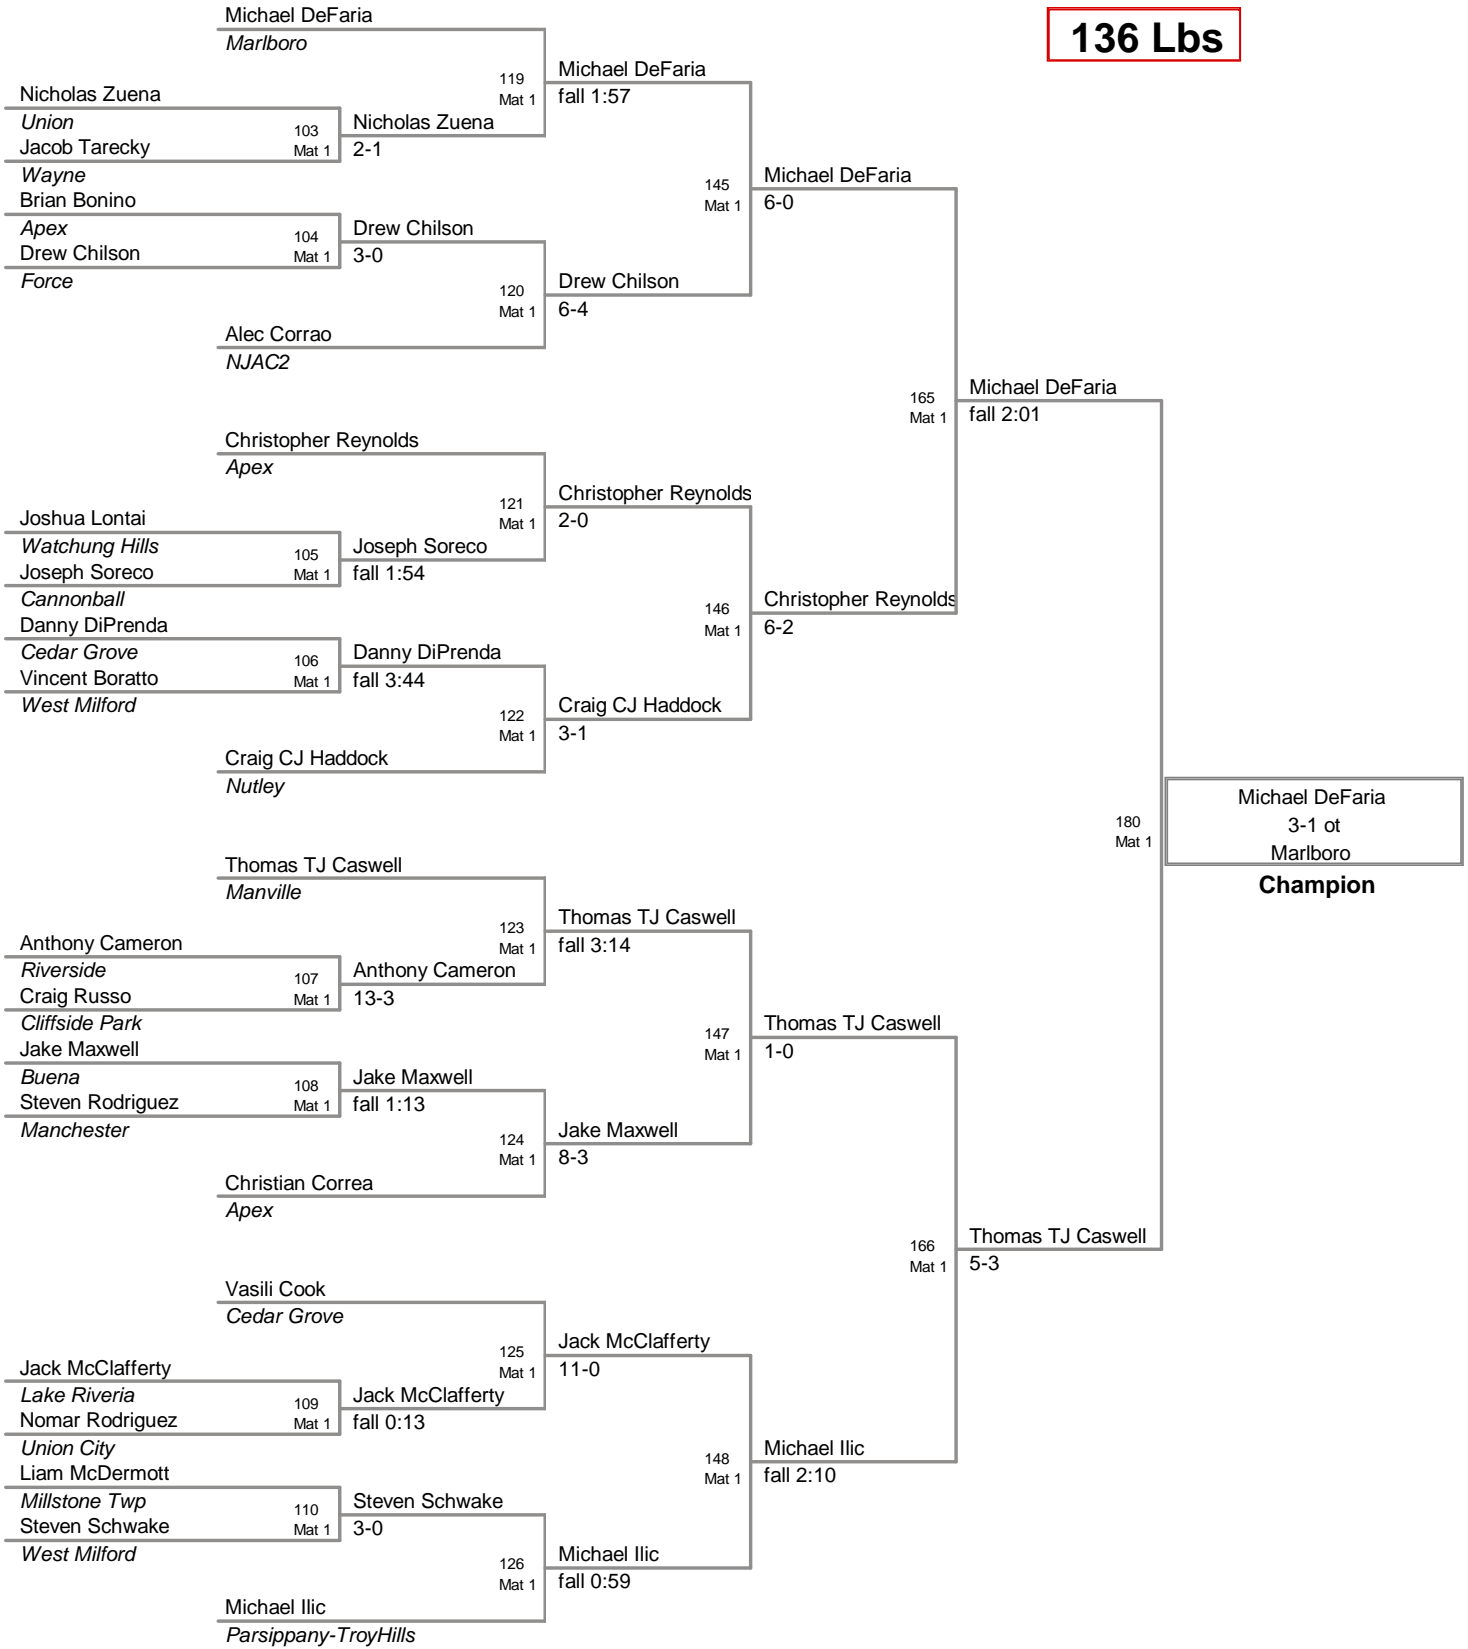 Michael DeFaria
Marlboro
136 Lbs
119
Mat 1
Michael DeFaria
fall 1:57
Nicholas Zuena
Union
103
Mat 1
Nicholas Zuena
2-1
Jacob Tarecky
Wayne
145
Mat 1
Michael DeFaria
6-0
Brian Bonino
Apex
104
Mat 1
Drew Chilson
3-0
Drew Chilson
Force
120
Mat 1
Drew Chilson
6-4
Alec Corrao
NJAC2
165
Mat 1
Michael DeFaria
fall 2:01
Christopher Reynolds
Apex
121
Mat 1
Christopher Reynolds
2-0
Joshua Lontai
Watchung Hills
105
Mat 1
Joseph Soreco
fall 1:54
Joseph Soreco
Cannonball
146
Mat 1
Christopher Reynolds
6-2
Danny DiPrenda
Cedar Grove
106
Mat 1
Danny DiPrenda
fall 3:44
Vincent Boratto
West Milford
122
Mat 1
Craig CJ Haddock
3-1
Craig CJ Haddock
Nutley
180
Mat 1
Michael DeFaria
3-1 ot
Marlboro
Champion
Thomas TJ Caswell
Manville
123
Mat 1
Thomas TJ Caswell
fall 3:14
Anthony Cameron
Riverside
107
Mat 1
Anthony Cameron
13-3
Craig Russo
Cliffside Park
147
Mat 1
Thomas TJ Caswell
1-0
Jake Maxwell
Buena
108
Mat 1
Jake Maxwell
fall 1:13
Steven Rodriguez
Manchester
124
Mat 1
Jake Maxwell
8-3
Christian Correa
Apex
166
Mat 1
Thomas TJ Caswell
5-3
Vasili Cook
Cedar Grove
125
Mat 1
Jack McClafferty
11-0
Jack McClafferty
Lake Riveria
109
Mat 1
Jack McClafferty
fall 0:13
Nomar Rodriguez
Union City
148
Mat 1
Michael Ilic
fall 2:10
Liam McDermott
Millstone Twp
110
Mat 1
Steven Schwake
3-0
Steven Schwake
West Milford
126
Mat 1
Michael Ilic
fall 0:59
Michael Ilic
Parsippany-TroyHills